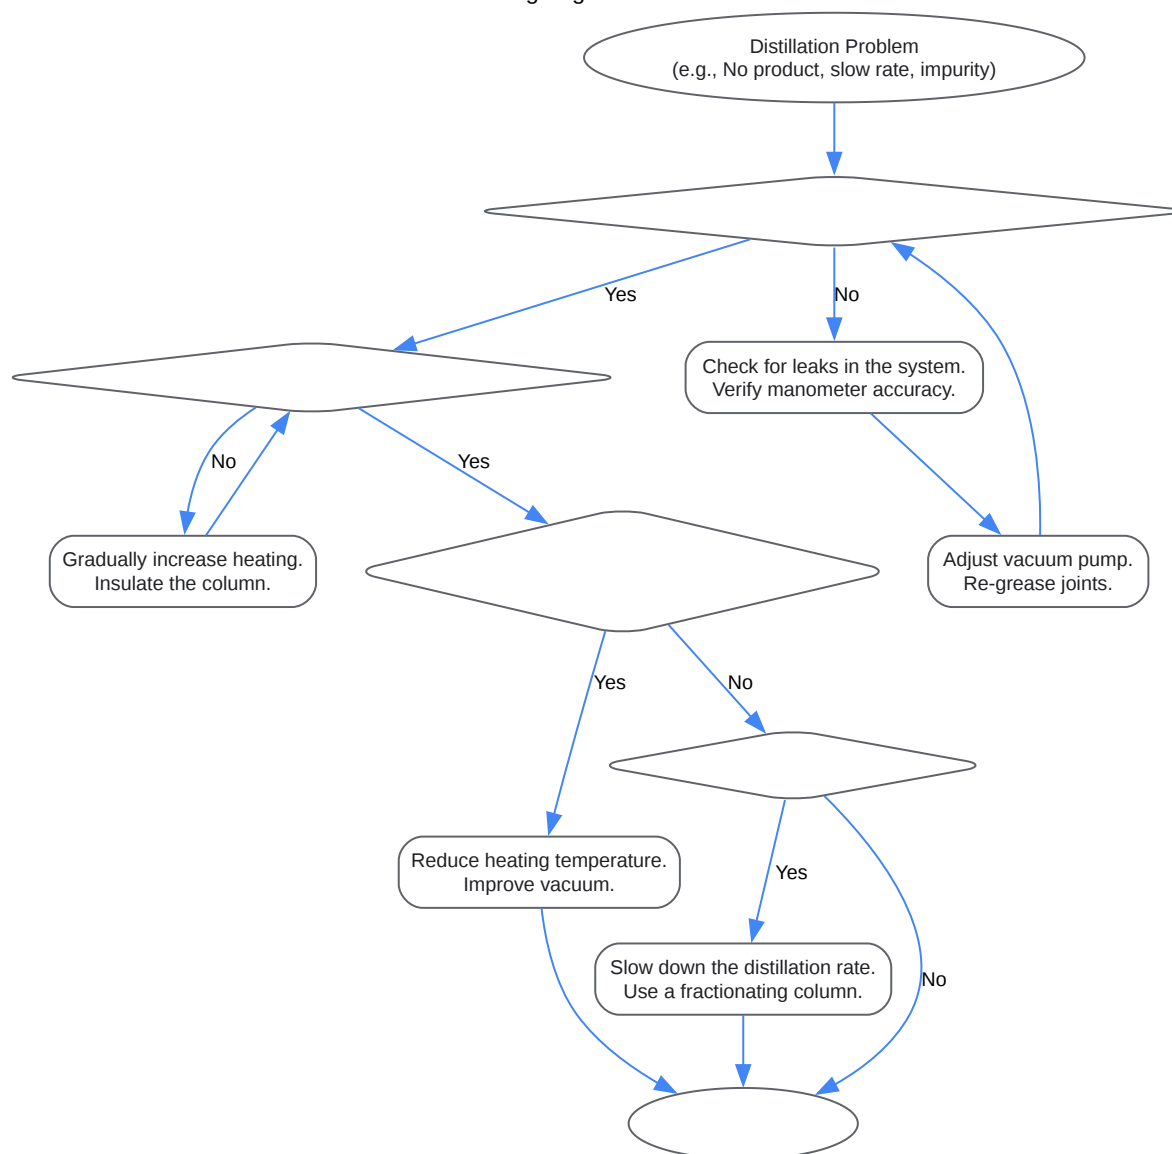 Distillation Problem
(e.g., No product, slow rate, impurity)
Yes
No
Check for leaks in the system.
Verify manometer accuracy.
No
Yes
Gradually increase heating.
Insulate the column.
Adjust vacuum pump.
Re-grease joints.
Yes
No
Reduce heating temperature.
Improve vacuum.
Yes
Slow down the distillation rate.
Use a fractionating column.
No